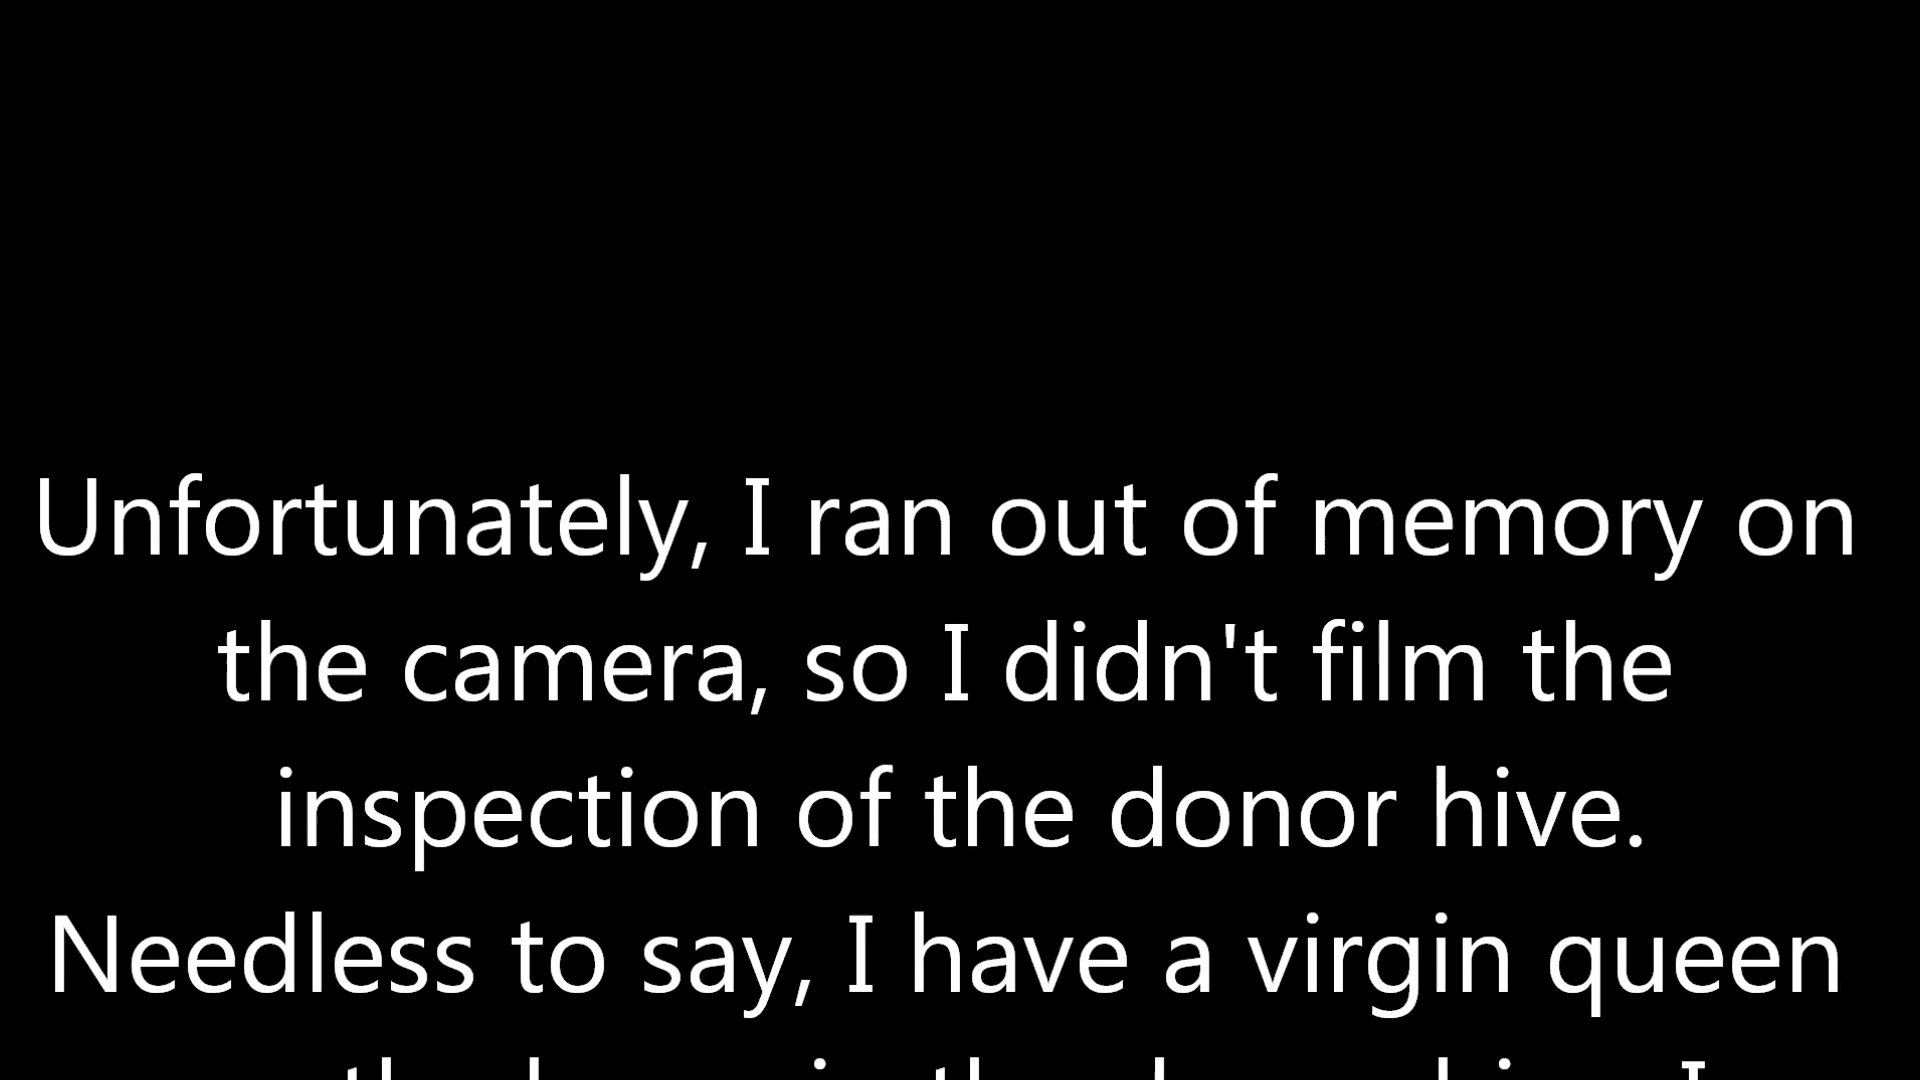 Unfortunately, I ran out of memory on
the camera, so I didn't film the
inspection of the donor hive.
Needless to say, I have a virgin queen